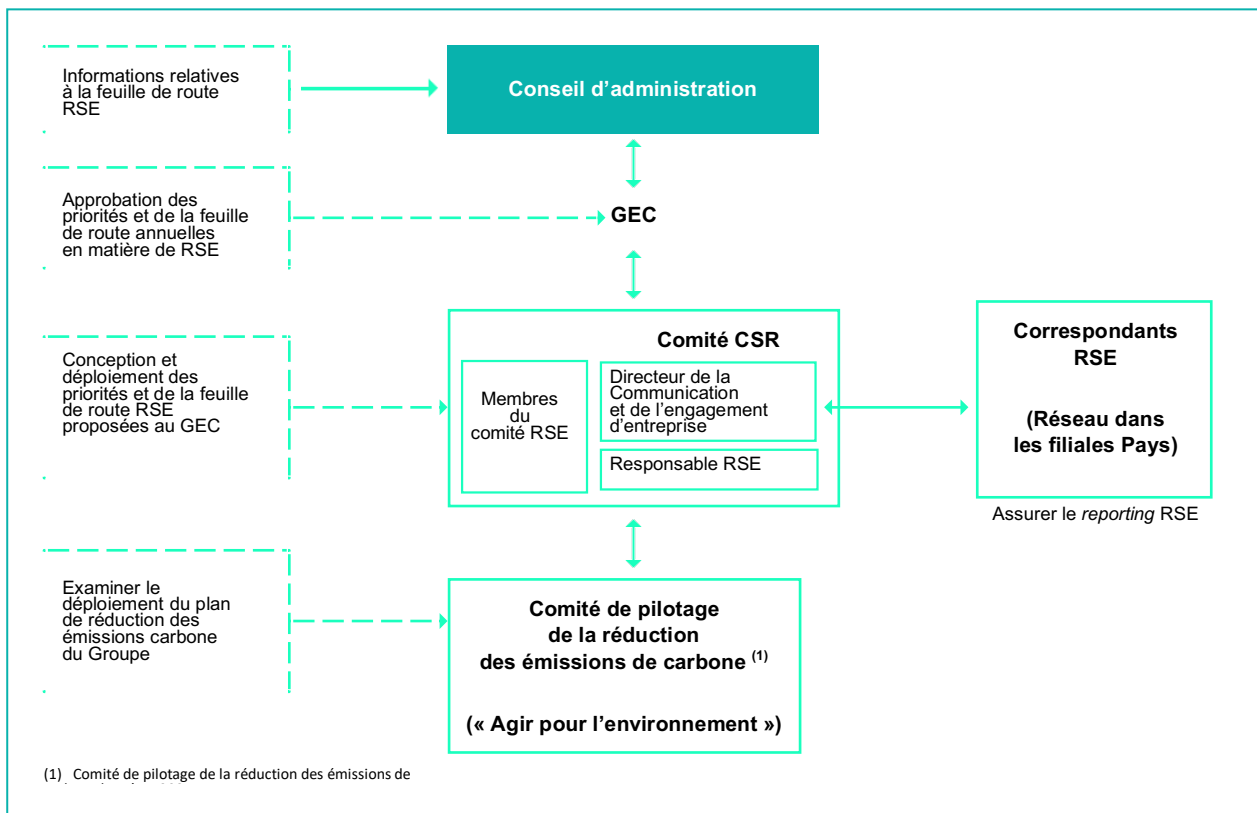 Informations relatives
à la feuille de route
RSE
Conseil d'administration
Approbation des
priorités et de la feuille
de route annuelles
en matière de RSE
GEC
Conception et
déploiement des
priorités et de la feuille
de route RSE
proposées au GEC
Comité CSR
Membres
du
comité RSE
Directeur de la
Communication
et de l'engagement
d'entreprise
Responsable RSE
Correspondants
RSE
(Réseau dans
les filiales Pays)
Assurer le reporting RSE
Examiner le
déploiement du plan
de réduction des
émissions carbone
du Groupe
Comité de pilotage
de la réduction
des émissions de carbone (1)
(« Agir pour l'environnement »)
(1) Comité de pilotage de la réduction des émissions de